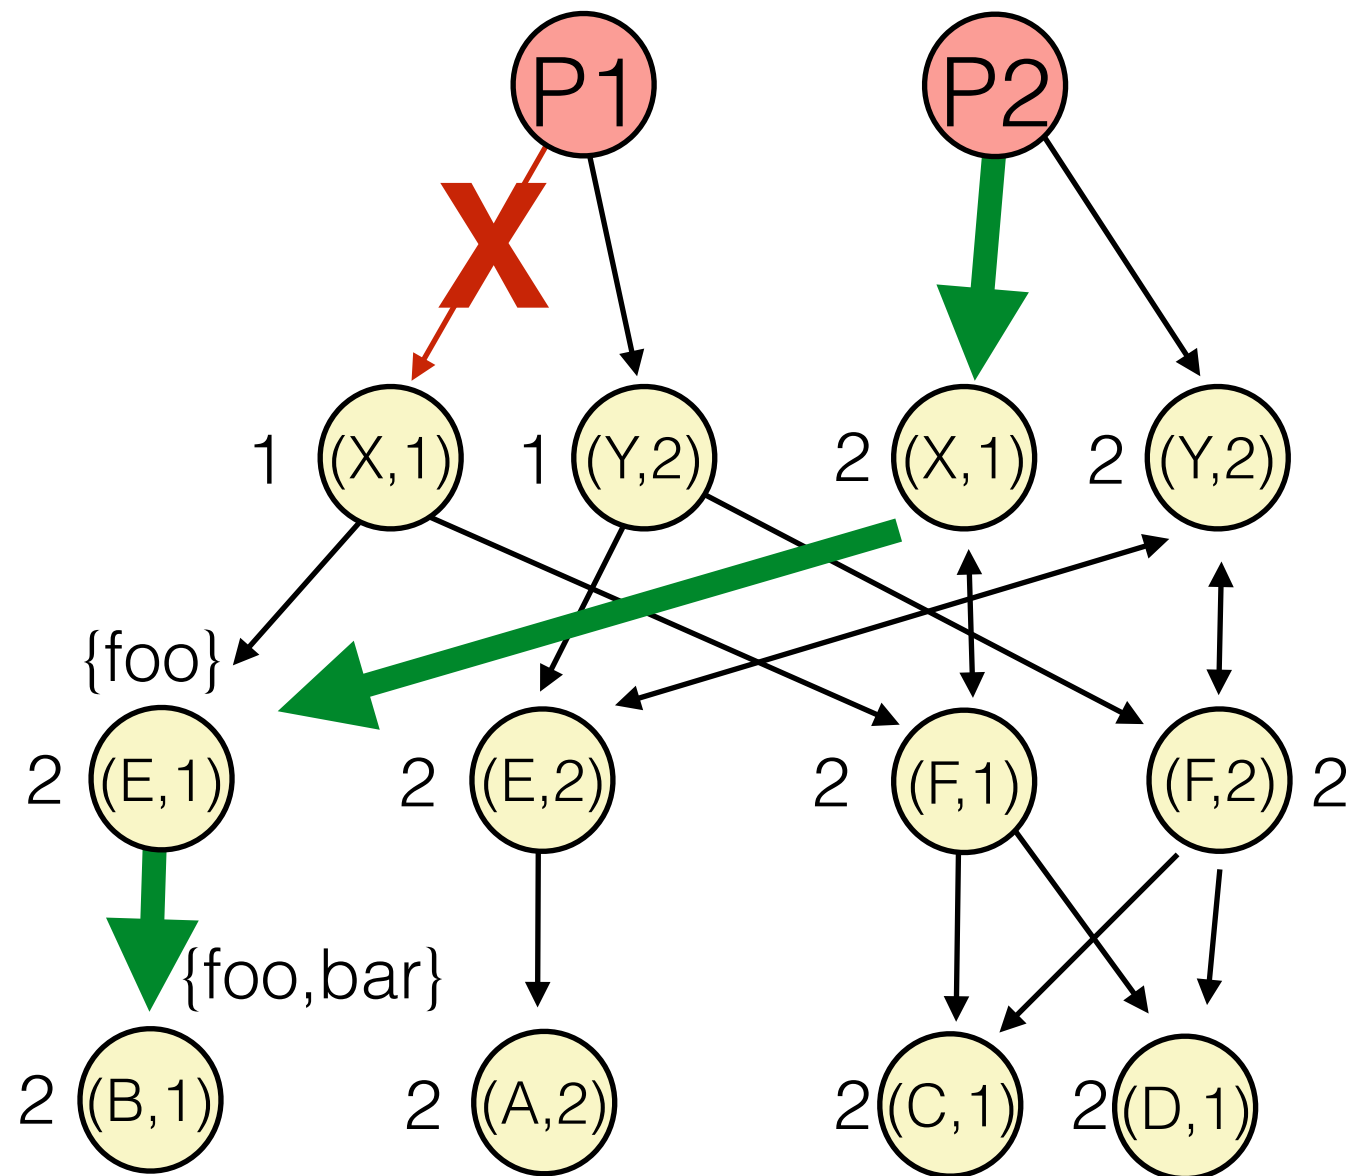 P1
P2
X
1
(X,1)
1
(Y,2)
2
(X,1)
2
(Y,2)
{foo}
2
(E,1)
2
(E,2)
2
(F,1)
(F,2)
2
{foo,bar}
2
(B,1)
2
(A,2)
2
(C,1)
2
(D,1)